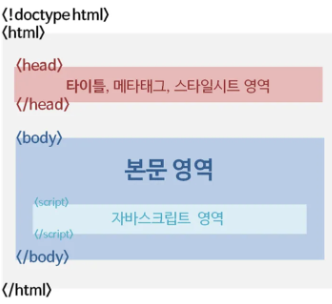 <!doctype html>
<html>
<head>
타이틀, 메타태그, 스타일시트 영역
</head>
<body>
본문 영역
<script>
자바스크립트 영역
</script>
</body>
</html>